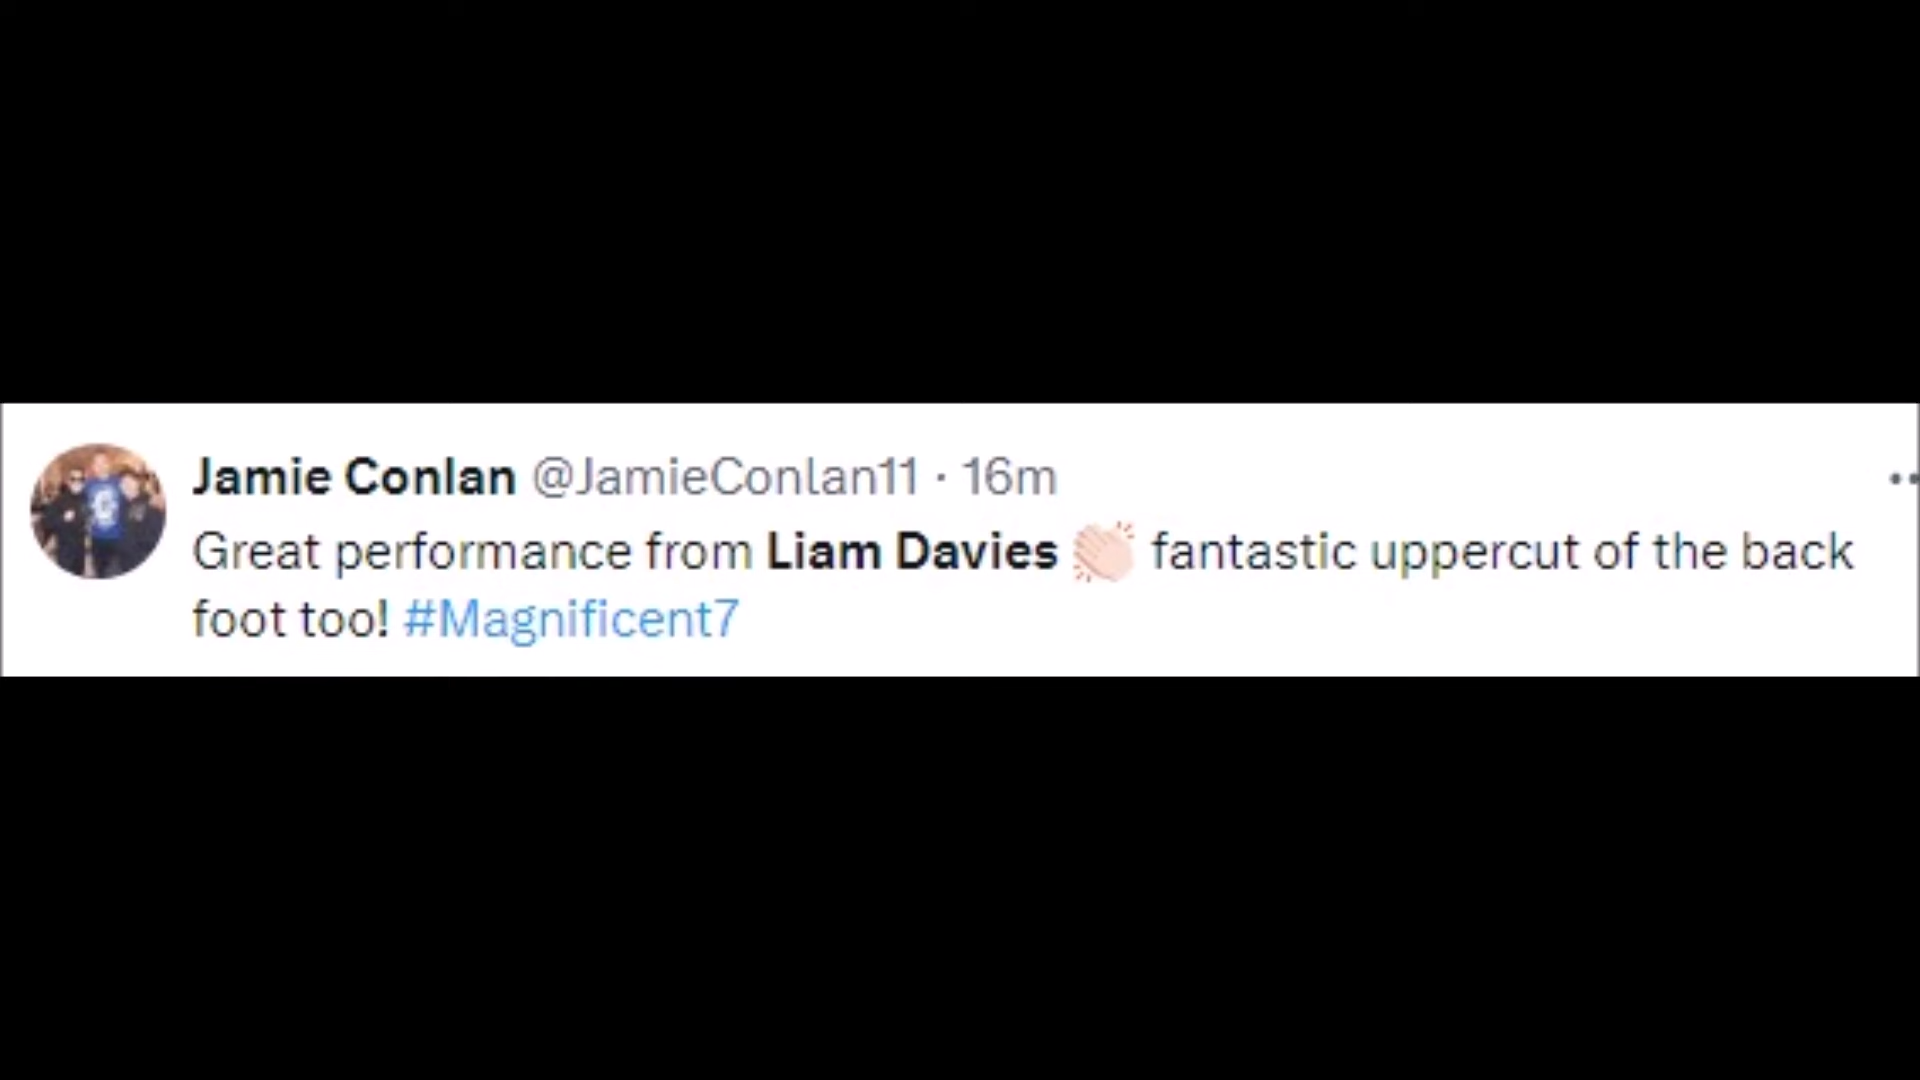 Jamie Conlan @JamieConlan11 · 16m
Great performance from Liam Davies 👏🏻 fantastic uppercut of the back
foot too! #Magnificent7